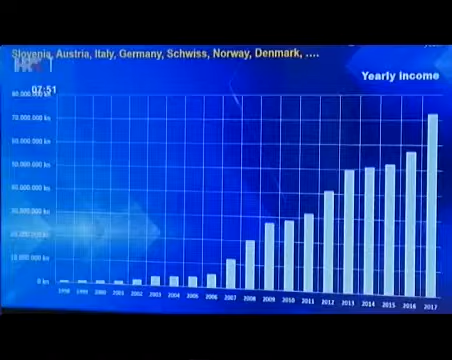 Slovenia, Austria, Italy, Germany, Schwiss, Norway, Denmark, ....
HRT 1
Yearly income
07:51
80.000.000 kn
70.000.000 kn
60.000.000 kn
50.000.000 kn
40.000.000 kn
30.000.000 kn
20.000.000 kn
10.000.000 kn
0 kn
1998 1999 2000 2001 2002 2003 2004 2005 2006 2007 2008 2009 2010 2011 2012 2013 2014 2015 2016 2017